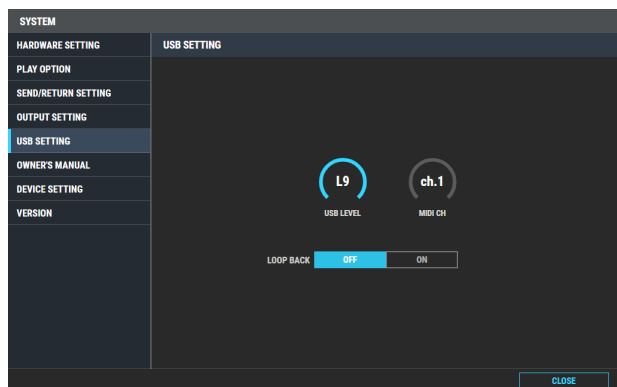 SYSTEM
HARDWARE SETTING
PLAY OPTION
SEND/RETURN SETTING
OUTPUT SETTING
USB SETTING
OWNER'S MANUAL
DEVICE SETTING
VERSION
USB SETTING
L9 ch.1
USB LEVEL MIDI CH
LOOP BACK OFF ON
CLOSE